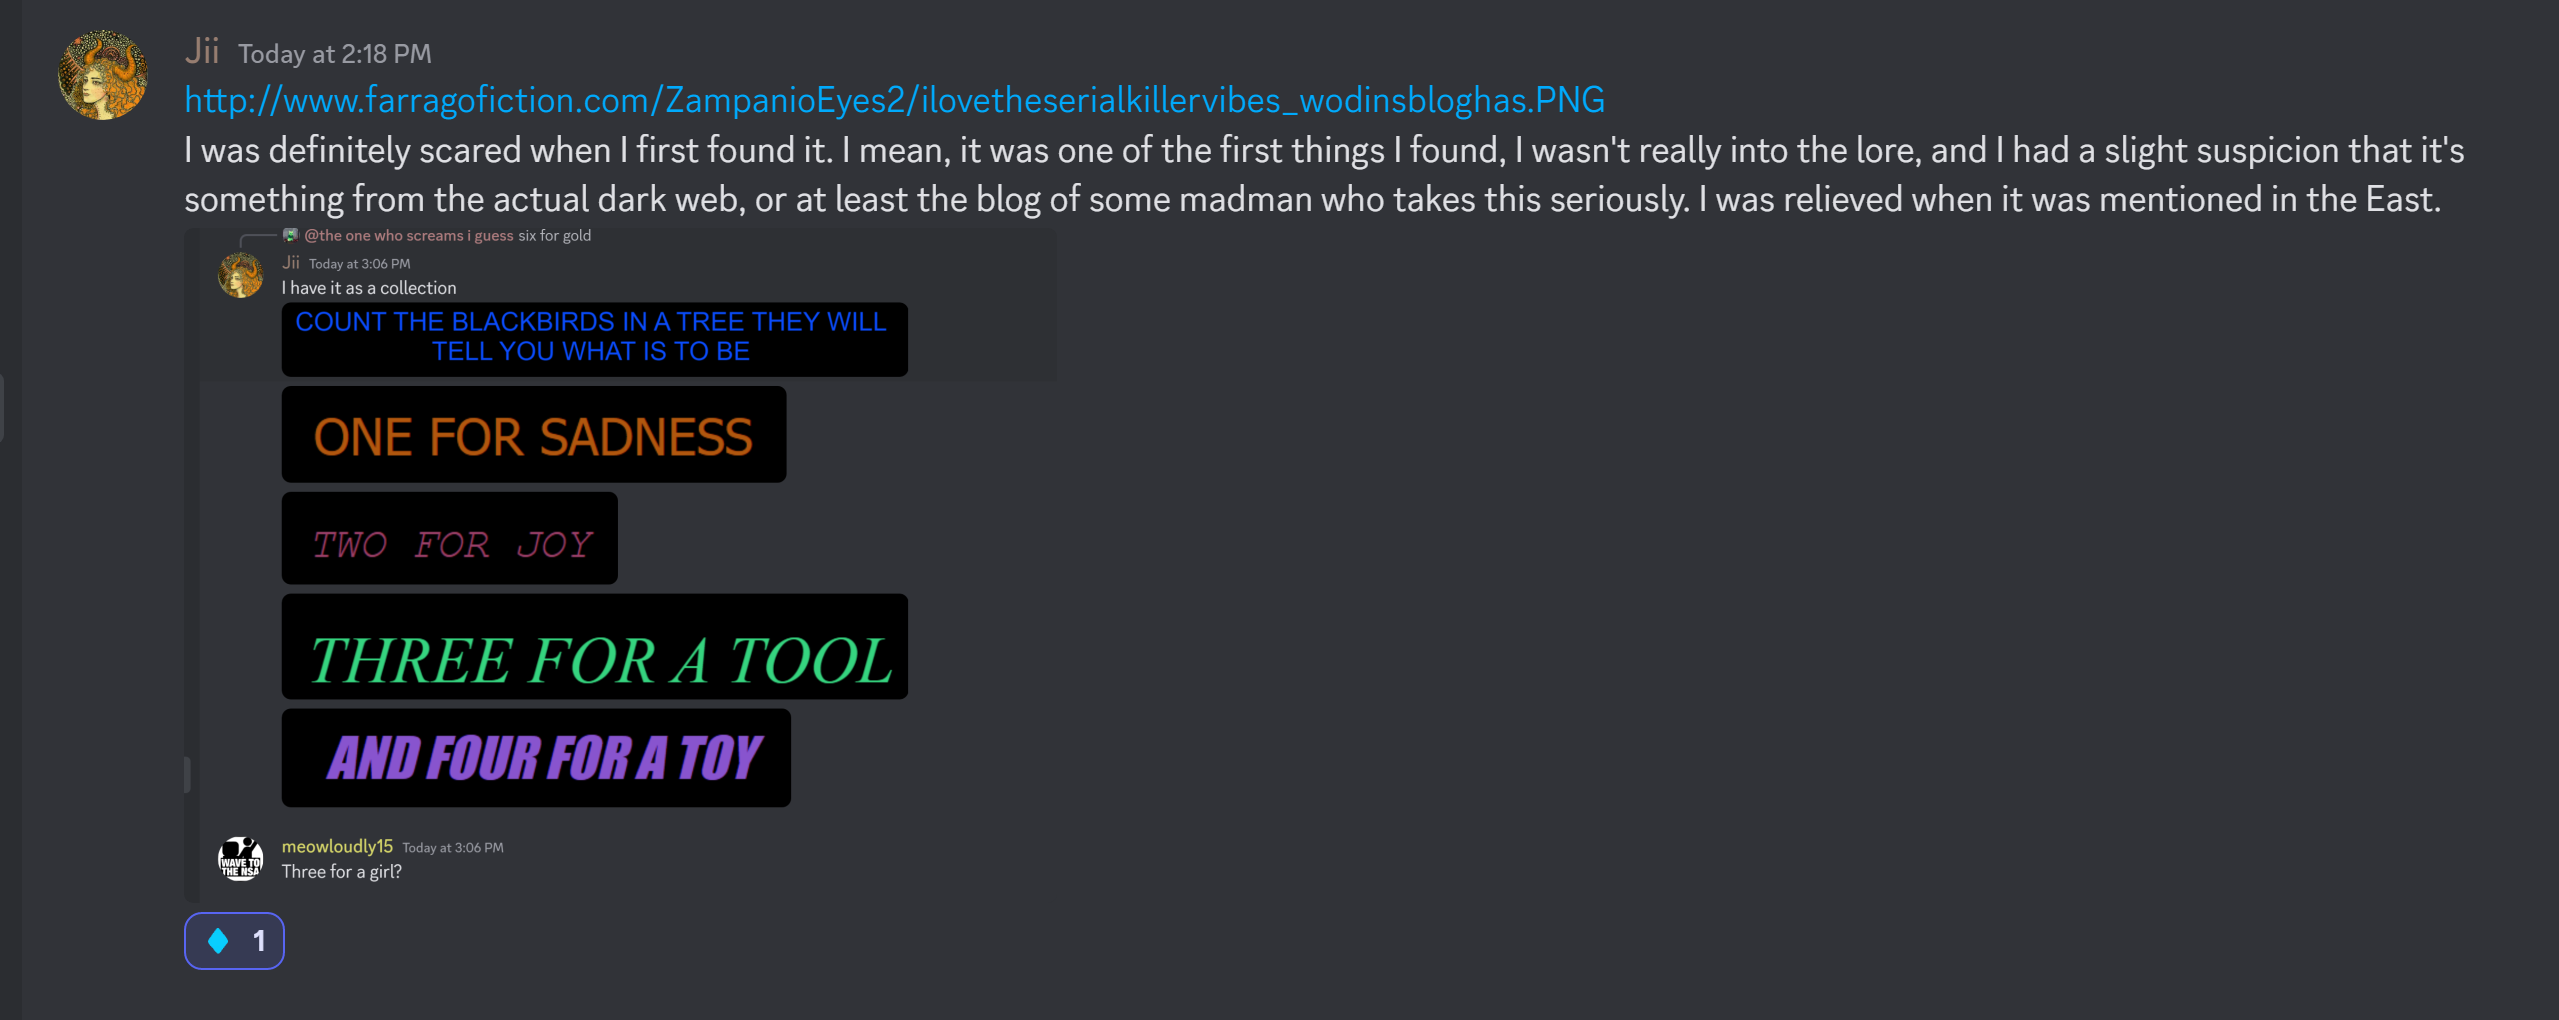 Jii Today at 2:18 PM
http://www.farragofiction.com/ZampanioEyes2/ilovetheserialkillervibes_wodinsbloghas.PNG
I was definitely scared when I first found it. I mean, it was one of the first things I found, I wasn't really into the lore, and I had a slight suspicion that it's
something from the actual dark web, or at least the blog of some madman who takes this seriously. I was relieved when it was mentioned in the East.
@the one who screams i guess six for gold
Jii Today at 3:06 PM
I have it as a collection
COUNT THE BLACKBIRDS IN A TREE THEY WILL
TELL YOU WHAT IS TO BE
ONE FOR SADNESS
TWO FOR JOY
THREE FOR A TOOL
AND FOUR FOR A TOY
meowloudly15 Today at 3:06 PM
WAVE TO
THE NSA
Three for a girl?
1